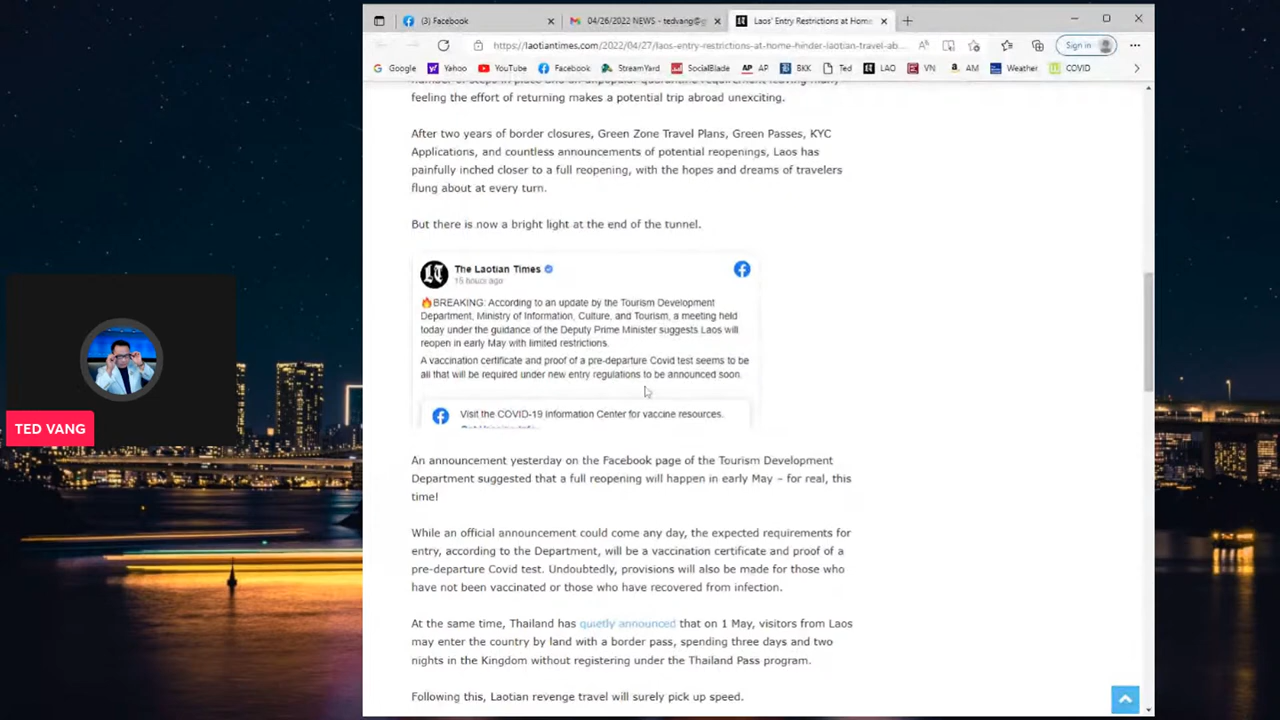 (3) Facebook
04/26/2022 NEWS - tedvang@g
Laos' Entry Restrictions at Home
https://laotiantimes.com/2022/04/27/laos-entry-restrictions-at-home-hinder-laotian-travel-ab...
Sign in
Google Yahoo YouTube Facebook StreamYard SocialBlade AP AP BKK Ted LAO VN AM Weather COVID
feeling the effort of returning makes a potential trip abroad unexciting.
After two years of border closures, Green Zone Travel Plans, Green Passes, KYC
Applications, and countless announcements of potential reopenings, Laos has
painfully inched closer to a full reopening, with the hopes and dreams of travelers
flung about at every turn.
But there is now a bright light at the end of the tunnel.
The Laotian Times
15 hours ago
🔥BREAKING: According to an update by the Tourism Development
Department, Ministry of Information, Culture, and Tourism, a meeting held
today under the guidance of the Deputy Prime Minister suggests Laos will
reopen in early May with limited restrictions.
A vaccination certificate and proof of a pre-departure Covid test seems to be
all that will be required under new entry regulations to be announced soon.
Visit the COVID-19 Information Center for vaccine resources.
TED VANG
An announcement yesterday on the Facebook page of the Tourism Development
Department suggested that a full reopening will happen in early May – for real, this
time!
While an official announcement could come any day, the expected requirements for
entry, according to the Department, will be a vaccination certificate and proof of a
pre-departure Covid test. Undoubtedly, provisions will also be made for those who
have not been vaccinated or those who have recovered from infection.
At the same time, Thailand has quietly announced that on 1 May, visitors from Laos
may enter the country by land with a border pass, spending three days and two
nights in the Kingdom without registering under the Thailand Pass program.
Following this, Laotian revenge travel will surely pick up speed.